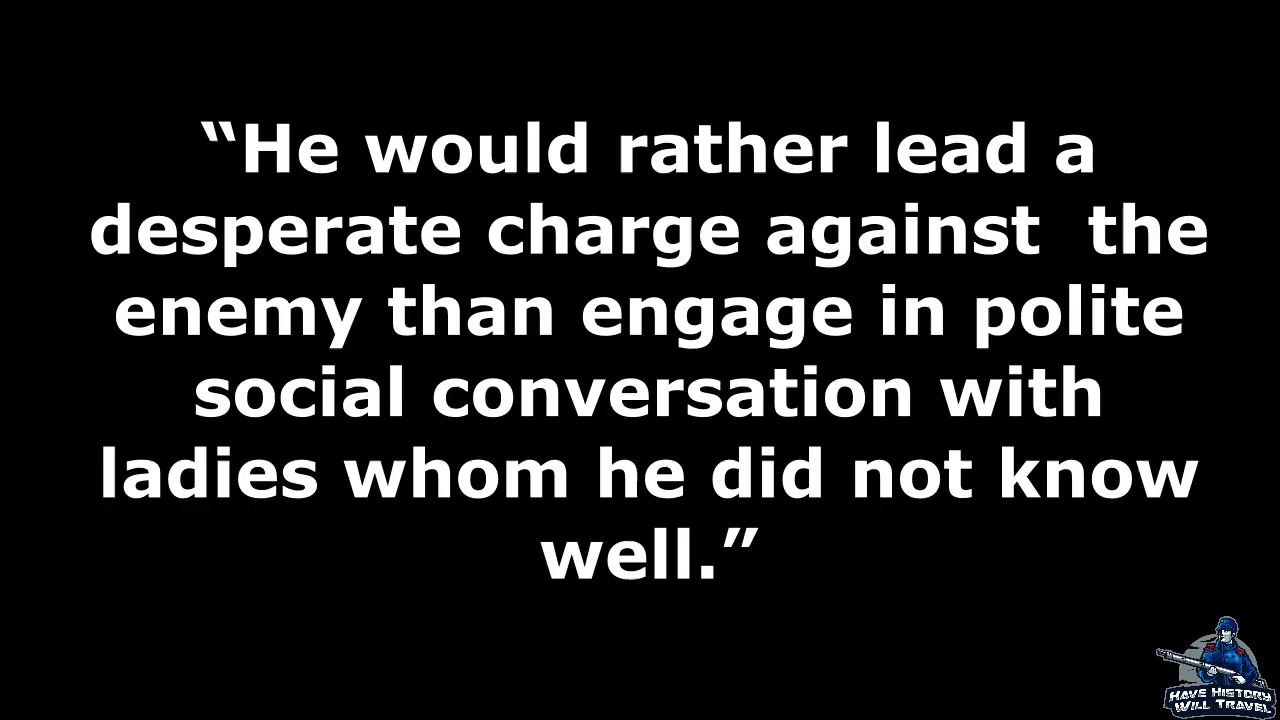 “He would rather lead a
desperate charge against  the
enemy than engage in polite
social conversation with
ladies whom he did not know
well.”
HAVE HISTORY
WILL TRAVEL